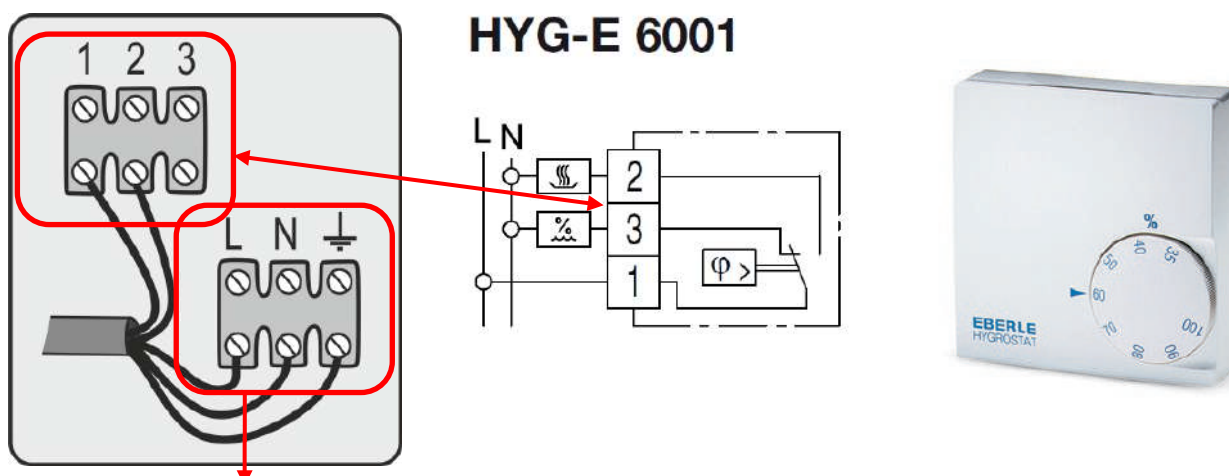 HYG-E 6001
1 2 3
L N ⏚
L N
2
% 3
φ > 1
%
35
40
50
60
70
80
90
100
EBERLE
HYGROSTAT